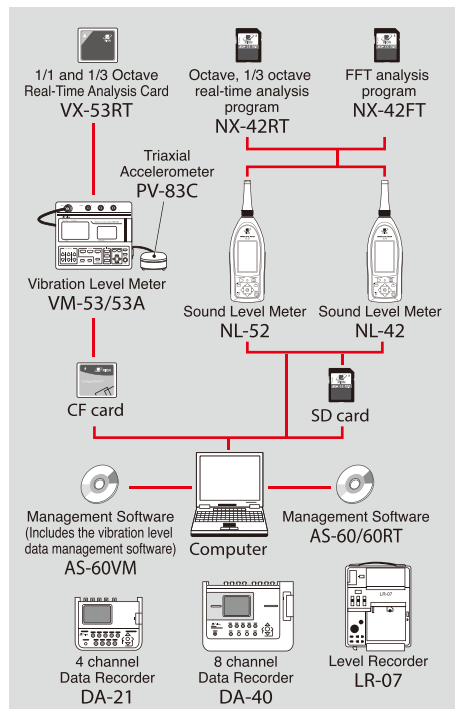 1/1 and 1/3 Octave
Real-Time Analysis Card
VX-53RT
Octave, 1/3 octave
real-time analysis
program
NX-42RT
FFT analysis
program
NX-42FT
Triaxial
Accelerometer
PV-83C
Vibration Level Meter
VM-53/53A
Sound Level Meter
NL-52
Sound Level Meter
NL-42
CF card
SD card
Management Software
(Includes the vibration level
data management software)
AS-60VM
Computer
Management Software
AS-60/60RT
4 channel
Data Recorder
DA-21
8 channel
Data Recorder
DA-40
LR-07
Level Recorder
LR-07